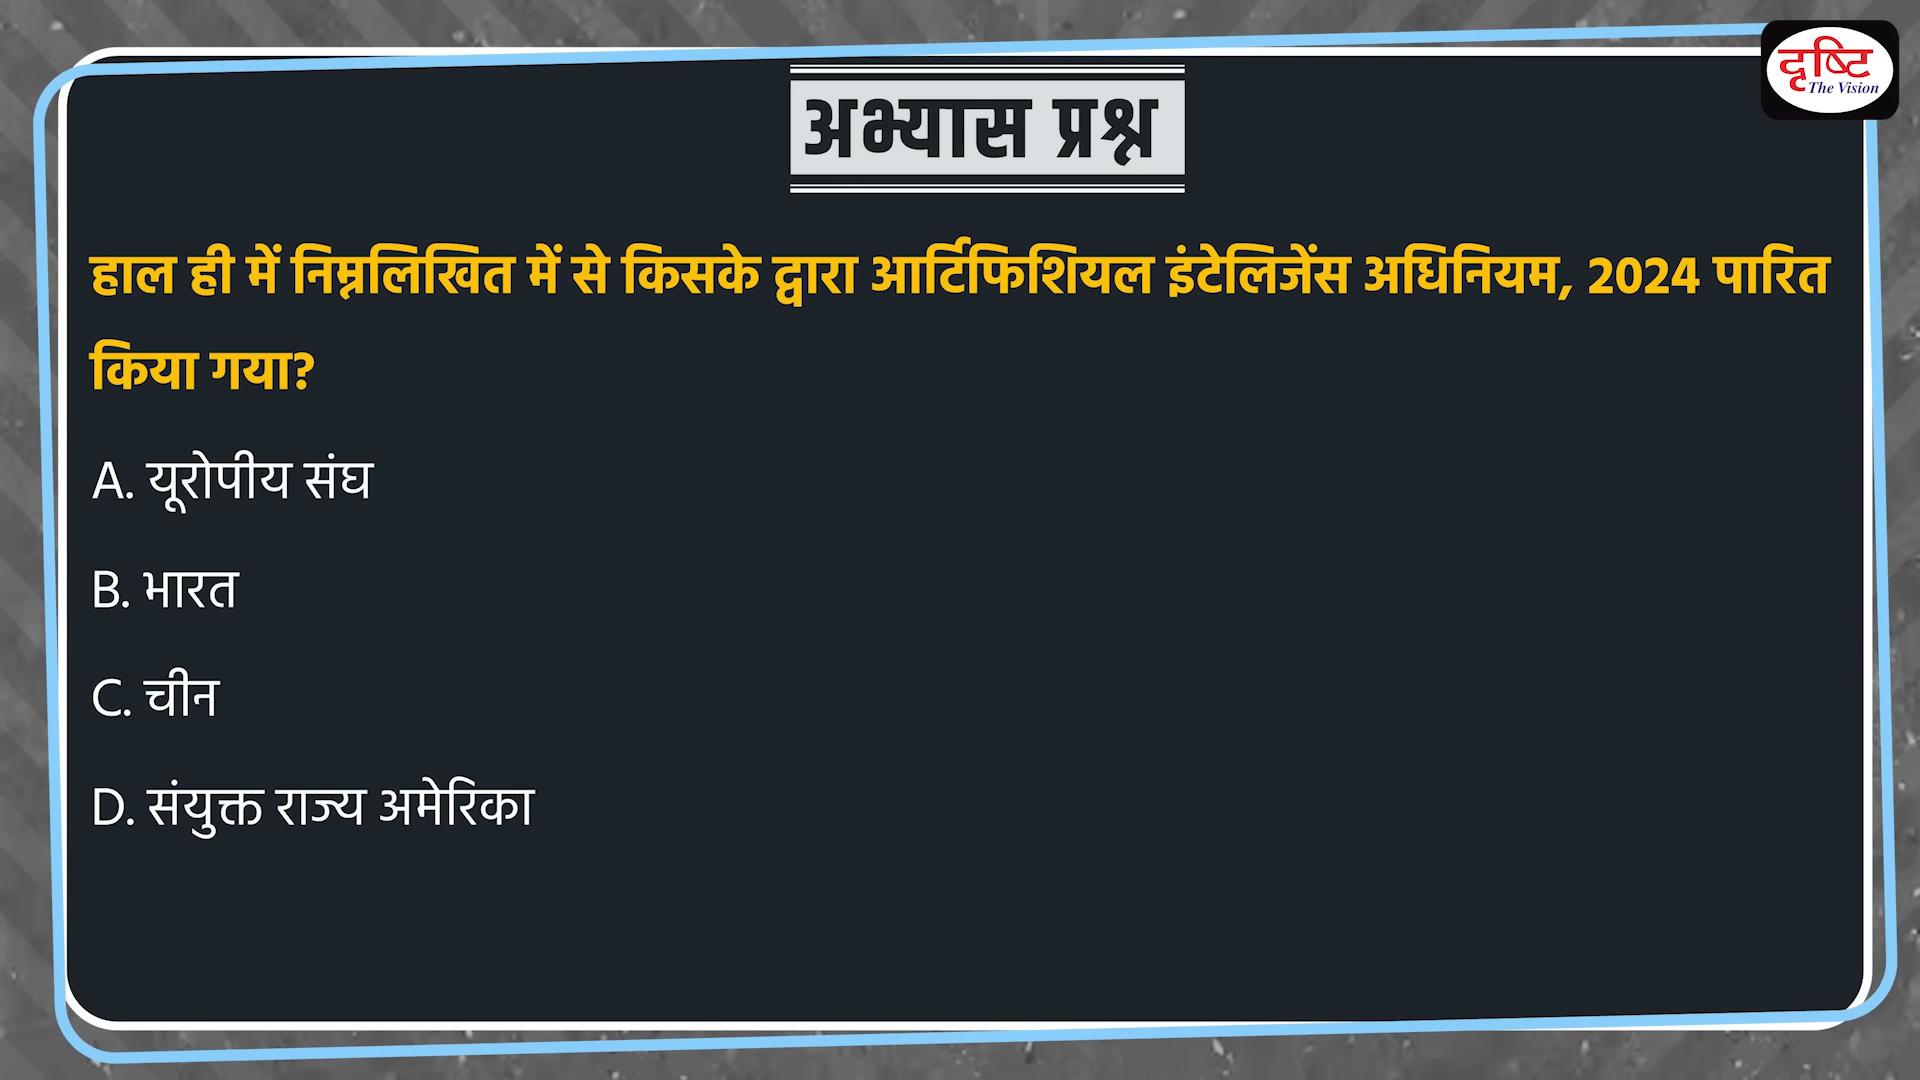 दृष्टि
The Vision
अभ्यास प्रश्न
हाल ही में निम्नलिखित में से किसके द्वारा आर्टिफिशियल इंटेलिजेंस अधिनियम, 2024 पारित
किया गया?
A. यूरोपीय संघ
B. भारत
C. चीन
D. संयुक्त राज्य अमेरिका